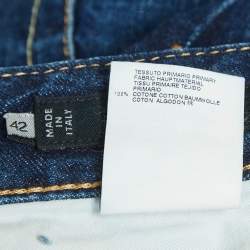 42
MADE
IN
ITALY
TESSUTO PRIMARIO PRIMARY
FABRIC HAUPTMATERIAL
TISSU PRIMAIRE TEJIDO
PRIMARIO
100% COTONE COTTON BAUMWOLLE
COTON ALGODON